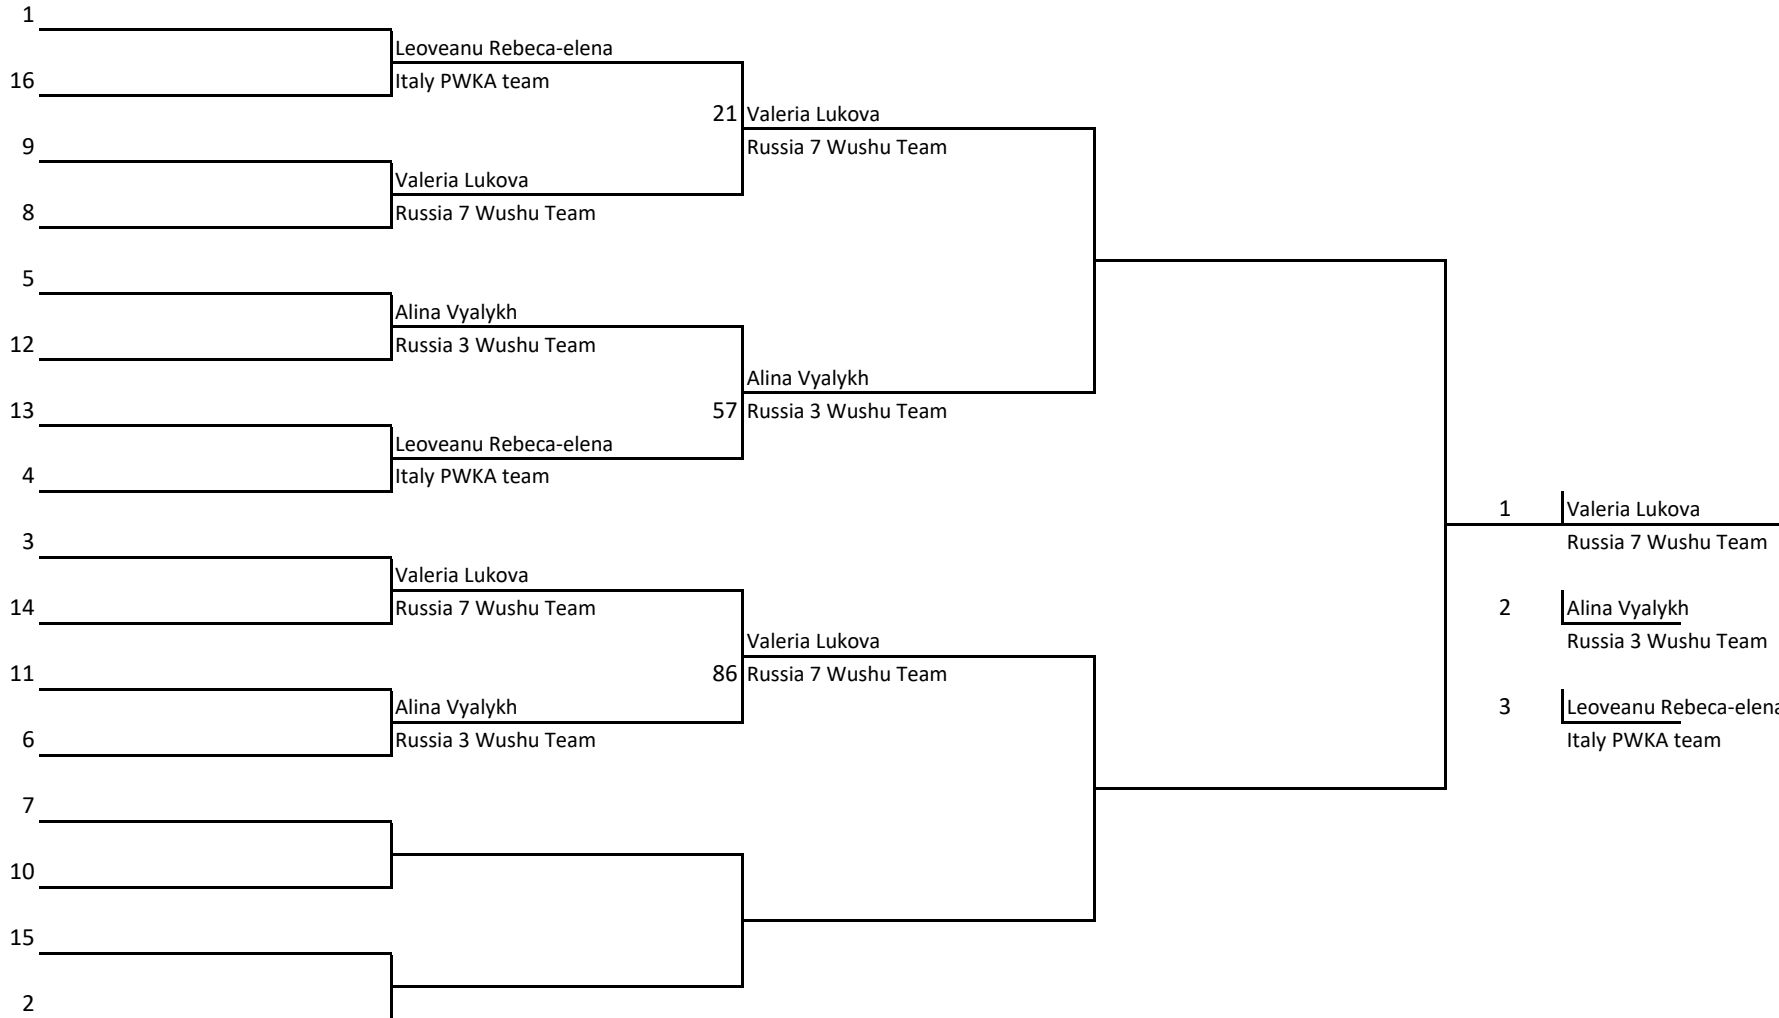 1
Leoveanu Rebeca-elena
16
Italy PWKA team
21 Valeria Lukova
9
Russia 7 Wushu Team
Valeria Lukova
8
Russia 7 Wushu Team
5
Alina Vyalykh
12
Russia 3 Wushu Team
Alina Vyalykh
13
57 Russia 3 Wushu Team
Leoveanu Rebeca-elena
4
Italy PWKA team
1 Valeria Lukova
3
Russia 7 Wushu Team
Valeria Lukova
14
Russia 7 Wushu Team
2 Alina Vyalykh
Valeria Lukova
Russia 3 Wushu Team
11
86 Russia 7 Wushu Team
Alina Vyalykh
3 Leoveanu Rebeca-elena
6
Russia 3 Wushu Team
Italy PWKA team
7
10
15
2